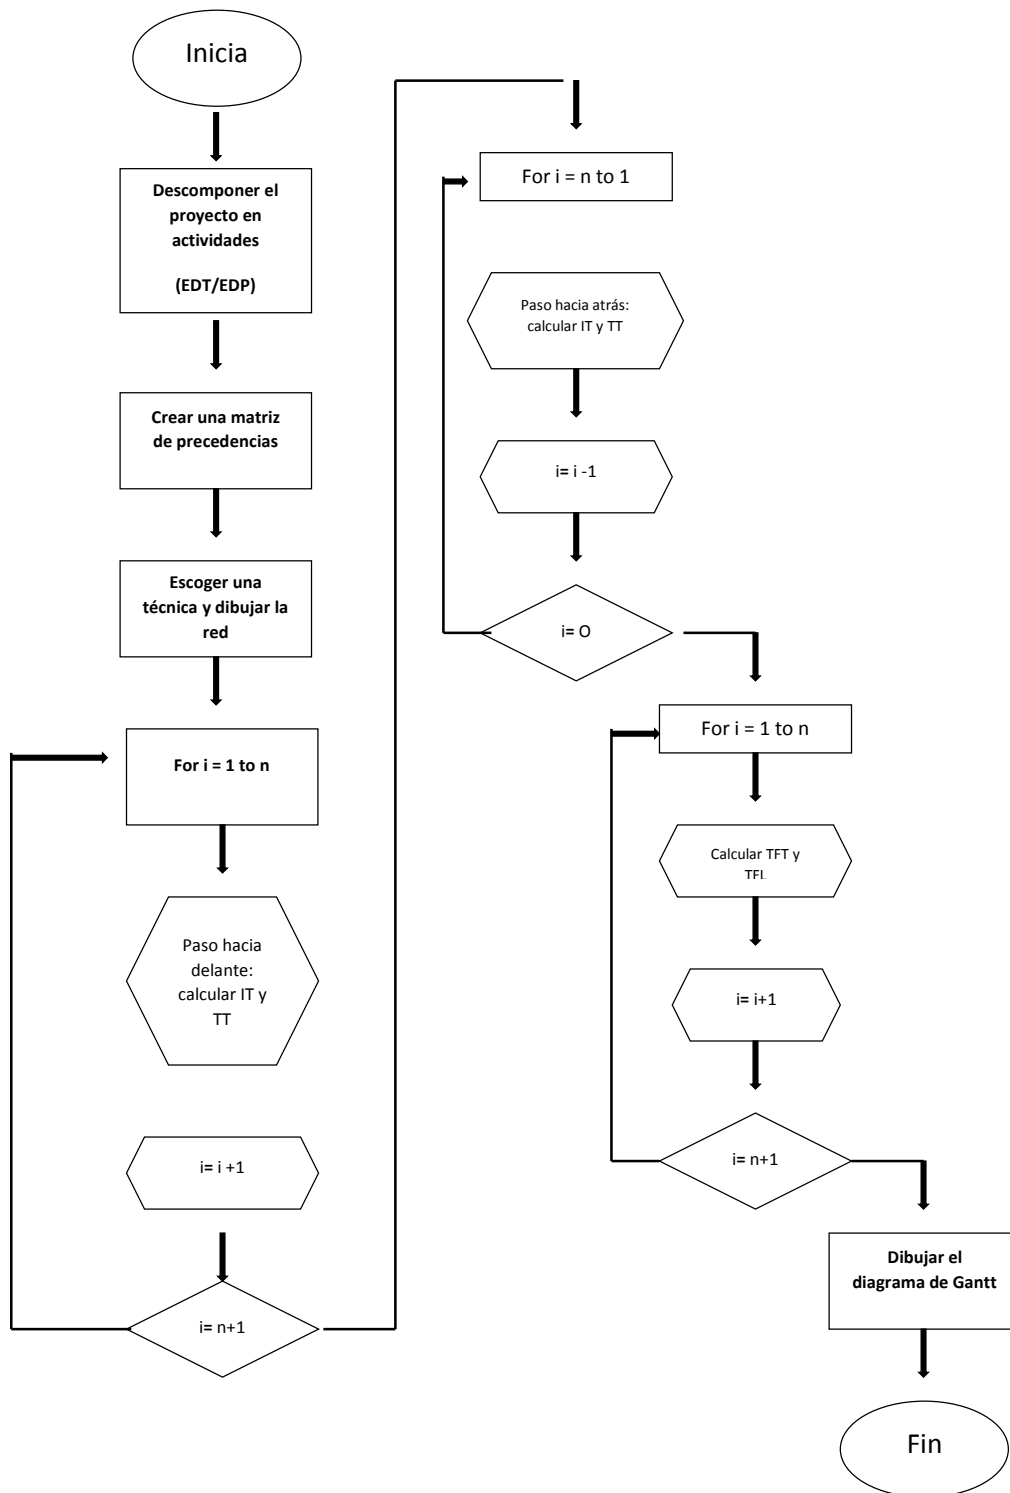 Inicia
Descomponer el
proyecto en
actividades
(EDT/EDP)
Crear una matriz
de precedencias
Escoger una
técnica y dibujar la
red
For i = 1 to n
Paso hacia
delante:
calcular IT y
TT
i= i +1
i= n+1
For i = n to 1
Paso hacia atrás:
calcular IT y TT
i= i -1
i= O
For i = 1 to n
Calcular TFT y
TFL
i= i+1
i= n+1
Dibujar el
diagrama de Gantt
Fin